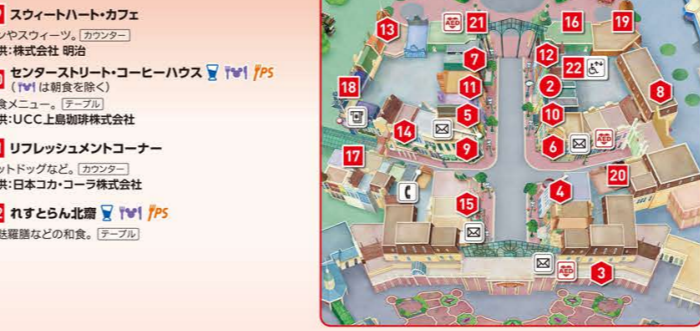 スウィートハート・カフェ
ンやスウィーツ。 カウンター
供：株式会社 明治
センターストリート・コーヒーハウス PS
（ は朝食を除く）
食メニュー。 テーブル
供：UCC上島珈琲株式会社
リフレッシュメントコーナー
ットドッグなど。 カウンター
供：日本コカ・コーラ株式会社
2 れすとらん北齋 PS
羅膳などの和食。 テーブル
13 AED 21 16 19
7 12
22
18 11 2 8
10
14 5
9 6 AED
17 20
4
15
AED 3